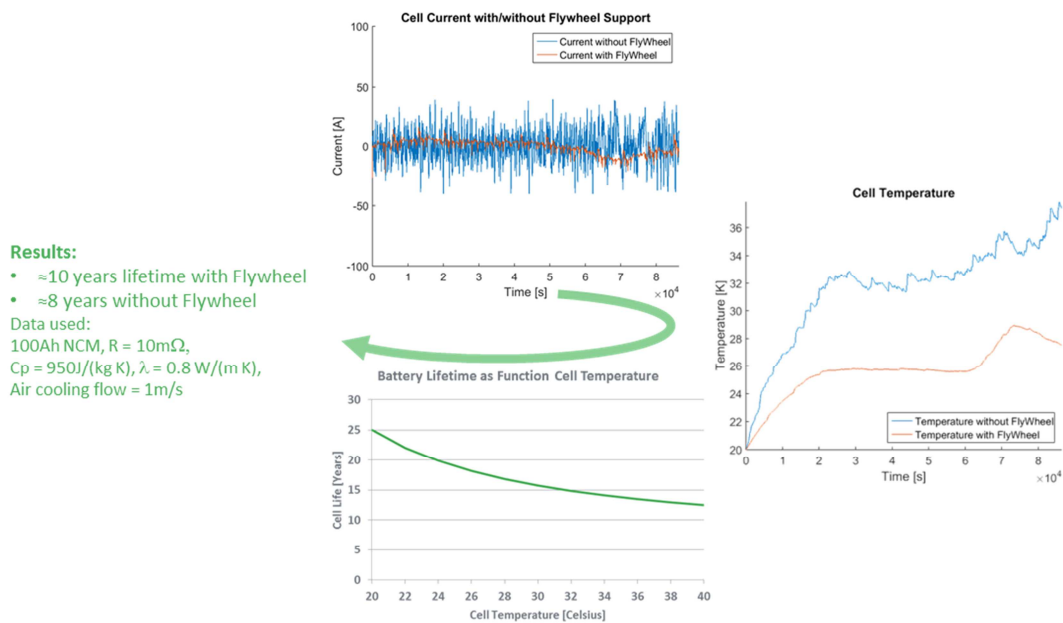 Cell Current with/without Flywheel Support
Current without FlyWheel
Current with FlyWheel
Current [A]
100
50
0
-50
-100
0
1
2
3
4
5
6
7
8
×10⁴
Time [s]
Results:
• ≈10 years lifetime with Flywheel
• ≈8 years without Flywheel
Data used:
100Ah NCM, R = 10mΩ,
Cp = 950J/(kg K), λ = 0.8 W/(m K),
Air cooling flow = 1m/s
Cell Temperature
Temperature [K]
36
34
32
30
28
26
24
22
20
Temperature without FlyWheel
Temperature with FlyWheel
0
1
2
3
4
5
6
7
8
×10⁴
Time [s]
Battery Lifetime as Function Cell Temperature
Cell Life [Years]
30
25
20
15
10
5
0
20
22
24
26
28
30
32
34
36
38
40
Cell Temperature [Celsius]